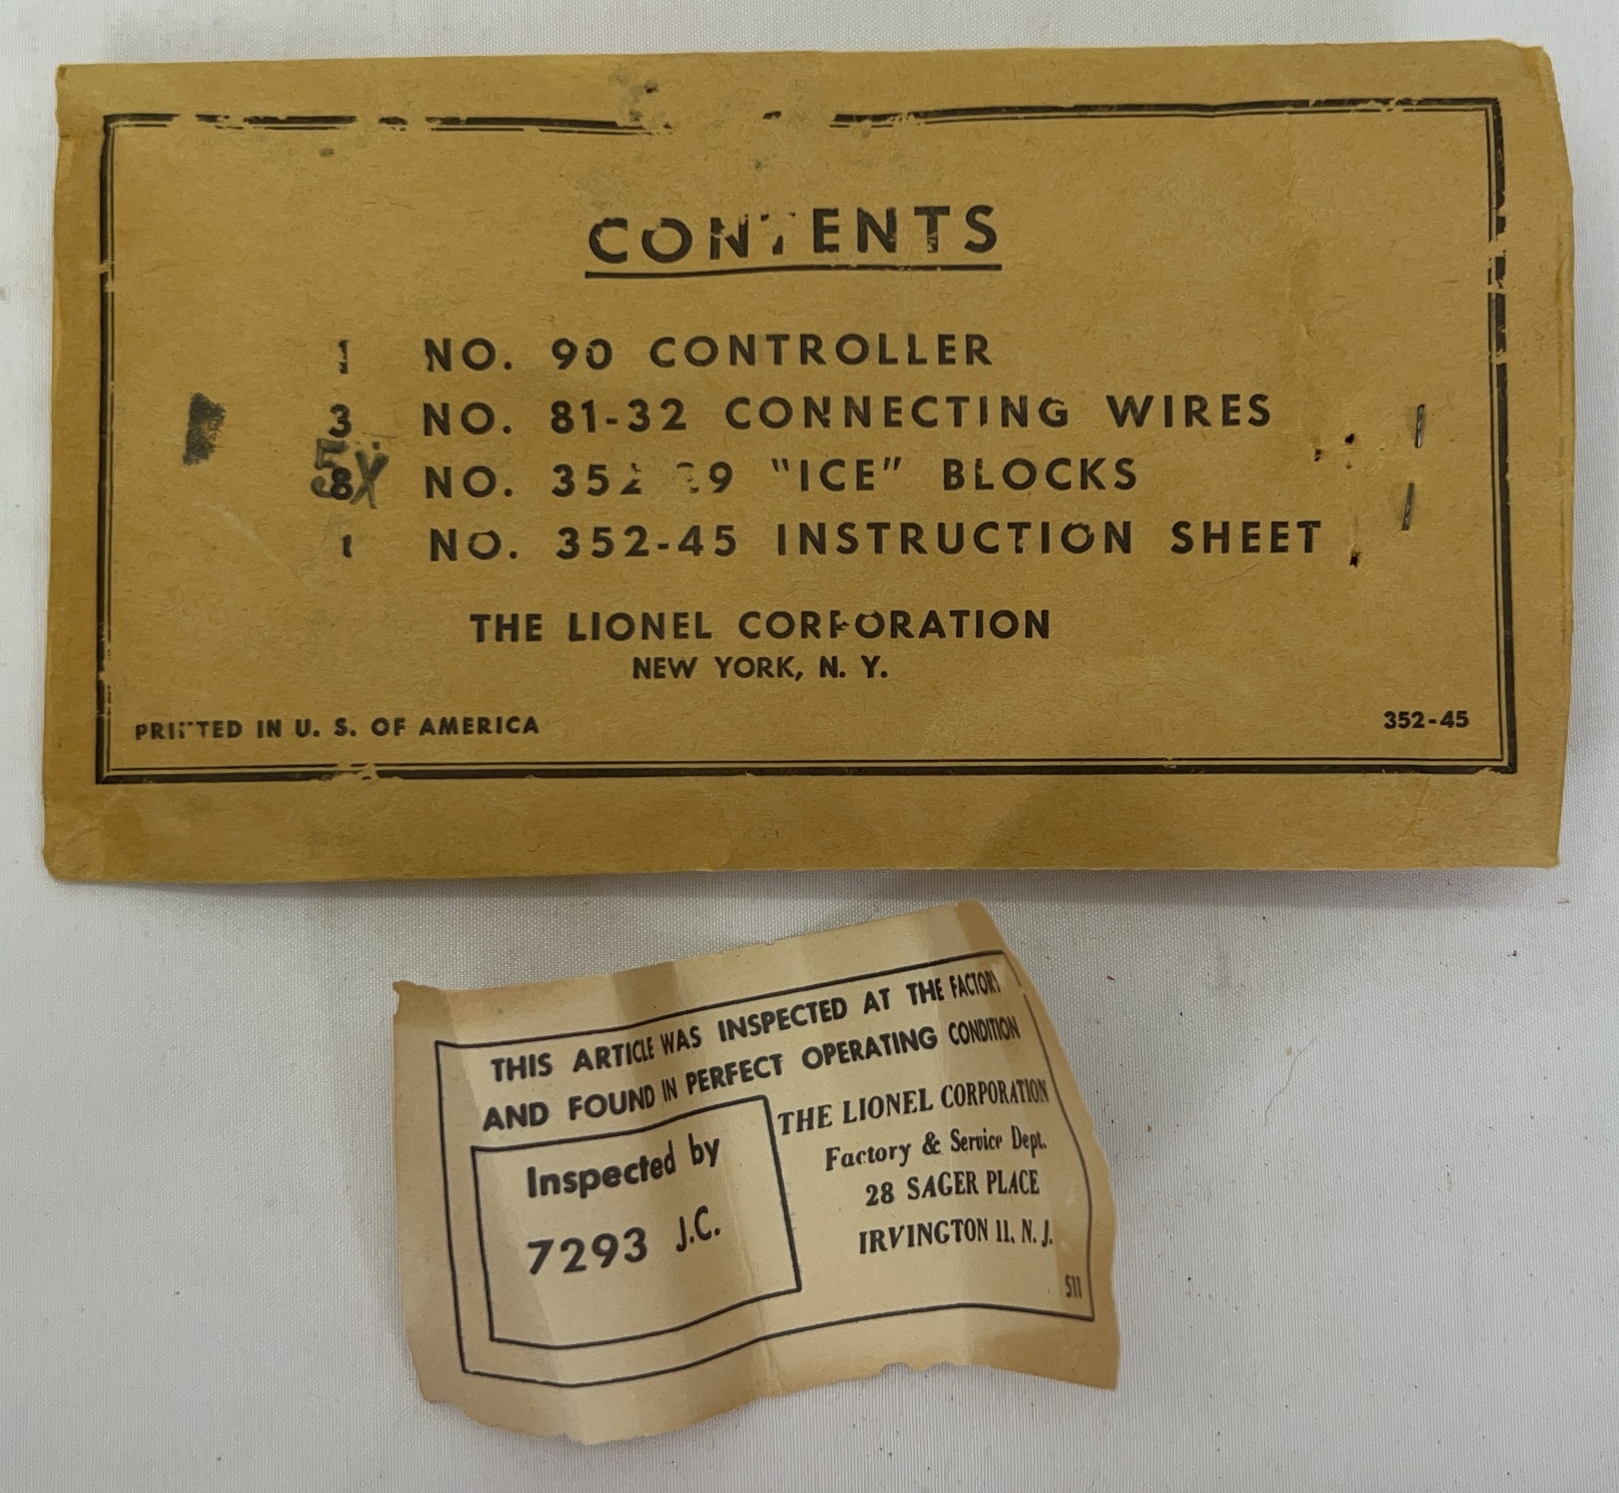 CONTENTS
1 NO. 90 CONTROLLER
3 NO. 81-32 CONNECTING WIRES
8 NO. "ICE" BLOCKS
1 NO. 352-45 INSTRUCTION SHEET
THE LIONEL CORPORATION
NEW YORK, N. Y.
PRINTED IN U. S. OF AMERICA
352-45
THIS ARTICLE WAS INSPECTED AT THE FACTORY
AND FOUND IN PERFECT OPERATING CONDITION
Inspected by
7293 J.C.
THE LIONEL CORPORATION
Factory & Service Dept.
28 SAGER PLACE
IRVINGTON 11, N. J.
511